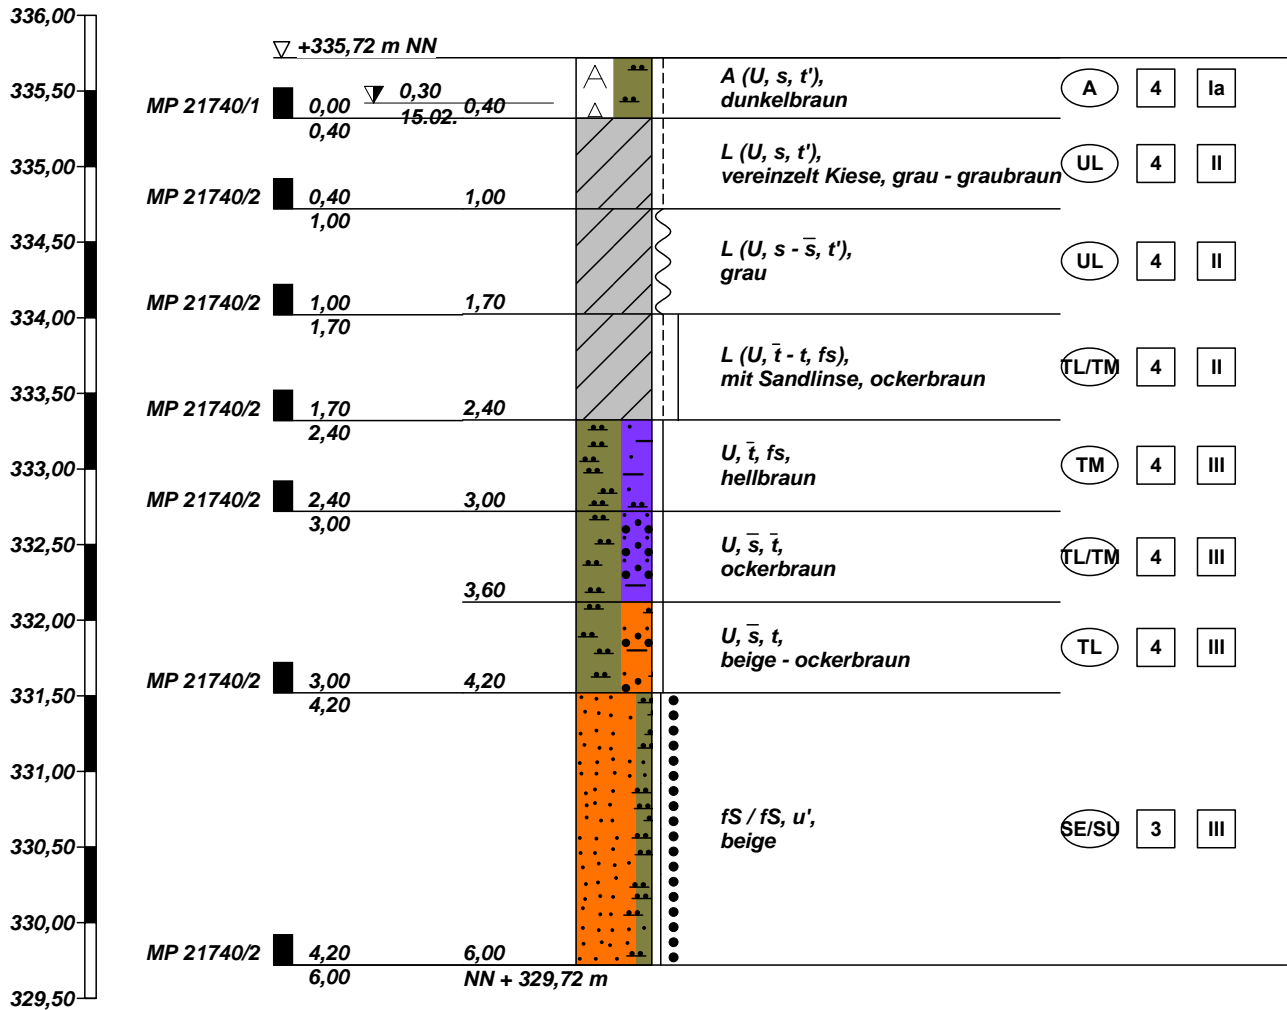 336,00
+335,72 m NN
335,50
MP 21740/1
0,00
0,40
0,30
15.02.
0,40
A
A
A (U, s, t'),
dunkelbraun
A 4 Ia
335,00
MP 21740/2
0,40
1,00
1,00
L (U, s, t'),
vereinzelt Kiese, grau - graubraun
UL 4 II
334,50
MP 21740/2
1,00
1,70
1,70
L (U, s - s̅, t'),
grau
UL 4 II
334,00
MP 21740/2
1,70
2,40
2,40
L (U, t̅ - t, fs),
mit Sandlinse, ockerbraun
TL/TM 4 II
333,50
333,00
MP 21740/2
2,40
3,00
3,00
U, t̅, fs,
hellbraun
TM 4 III
332,50
3,60
U, s̅, t̅,
ockerbraun
TL/TM 4 III
332,00
MP 21740/2
3,00
4,20
4,20
U, s̅, t,
beige - ockerbraun
TL 4 III
331,50
331,00
330,50
fS / fS, u',
beige
SE/SU 3 III
330,00
MP 21740/2
4,20
6,00
6,00
NN + 329,72 m
329,50